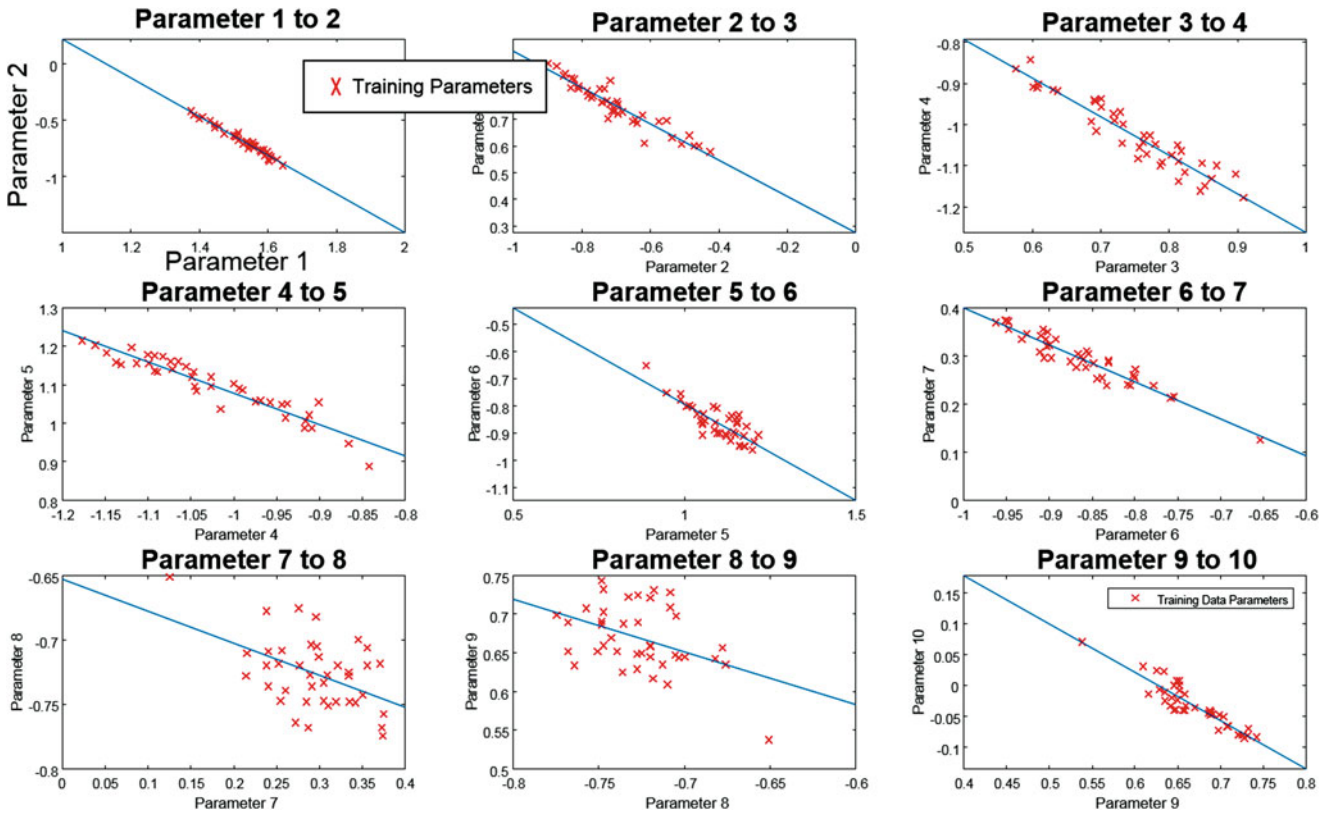 Parameter 1 to 2
Parameter 2 to 3
Parameter 3 to 4
Parameter 2
0
-0.5
-1
1 1.2 1.4 1.6 1.8 2
Parameter 1
Training Parameters
0.7
0.6
0.5
0.4
0.3
-1 -0.8 -0.6 -0.4 -0.2 0
Parameter 2
Parameter 4
-0.8
-0.9
-1
-1.1
-1.2
0.5 0.6 0.7 0.8 0.9 1
Parameter 3
Parameter 4 to 5
Parameter 5 to 6
Parameter 6 to 7
Parameter 5
1.3
1.2
1.1
1
0.9
0.8
-1.2 -1.15 -1.1 -1.05 -1 -0.95 -0.9 -0.85 -0.8
Parameter 4
Parameter 6
-0.5
-0.6
-0.7
-0.8
-0.9
-1
-1.1
0.5 1 1.5
Parameter 5
Parameter 7
0.4
0.3
0.2
0.1
0
-1 -0.95 -0.9 -0.85 -0.8 -0.75 -0.7 -0.65 -0.6
Parameter 6
Parameter 7 to 8
Parameter 8 to 9
Parameter 9 to 10
Parameter 8
-0.65
-0.7
-0.75
-0.8
0 0.05 0.1 0.15 0.2 0.25 0.3 0.35 0.4
Parameter 7
Parameter 9
0.75
0.7
0.65
0.6
0.55
0.5
-0.8 -0.75 -0.7 -0.65 -0.6
Parameter 8
Training Data Parameters
Parameter 10
0.15
0.1
0.05
0
-0.05
-0.1
0.4 0.45 0.5 0.55 0.6 0.65 0.7 0.75 0.8
Parameter 9